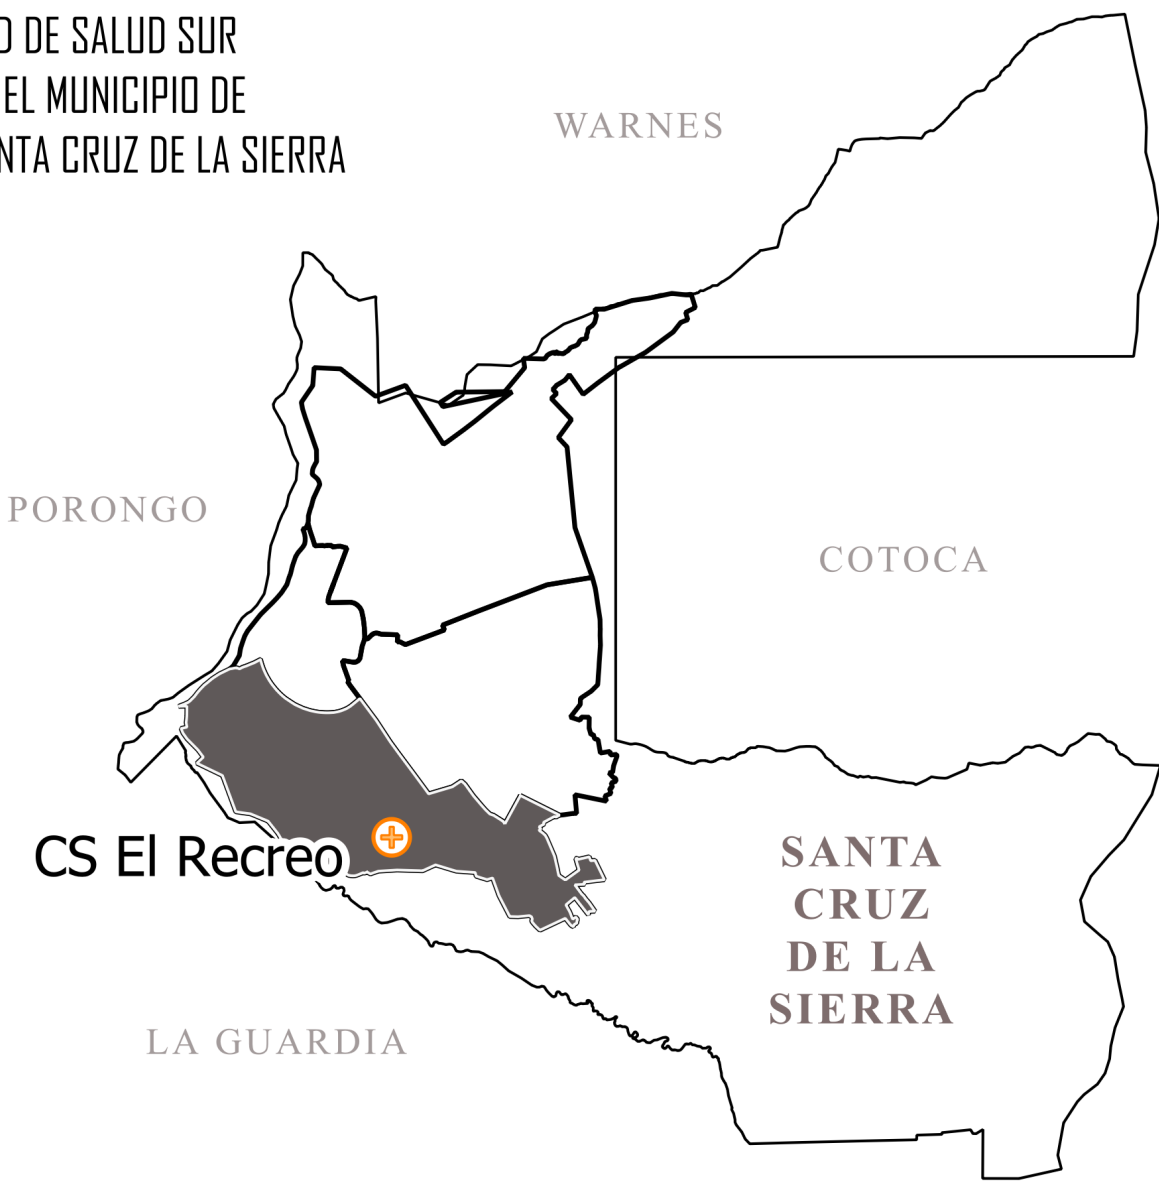 DE SALUD SUR
EL MUNICIPIO DE
CRUZ DE LA SIERRA
WARNES
PORONGO
COTOCA
CS El Recreo
SANTA
CRUZ
DE LA
SIERRA
LA GUARDIA